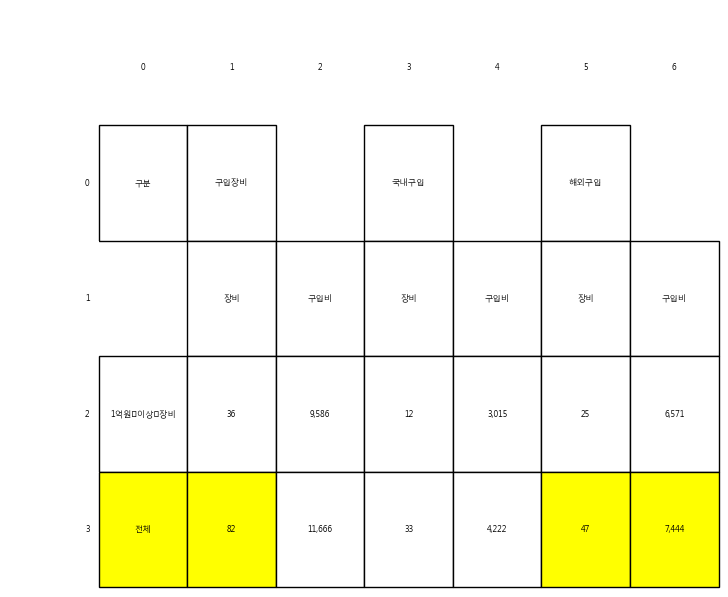 0 1 2 3 4 5 6
0 구분 구입장비 국내구입 해외구입
1 장비 구입비 장비 구입비 장비 구입비
2 1억원▯이상▯장비 36 9,586 12 3,015 25 6,571
3 전체 82 11,666 33 4,222 47 7,444